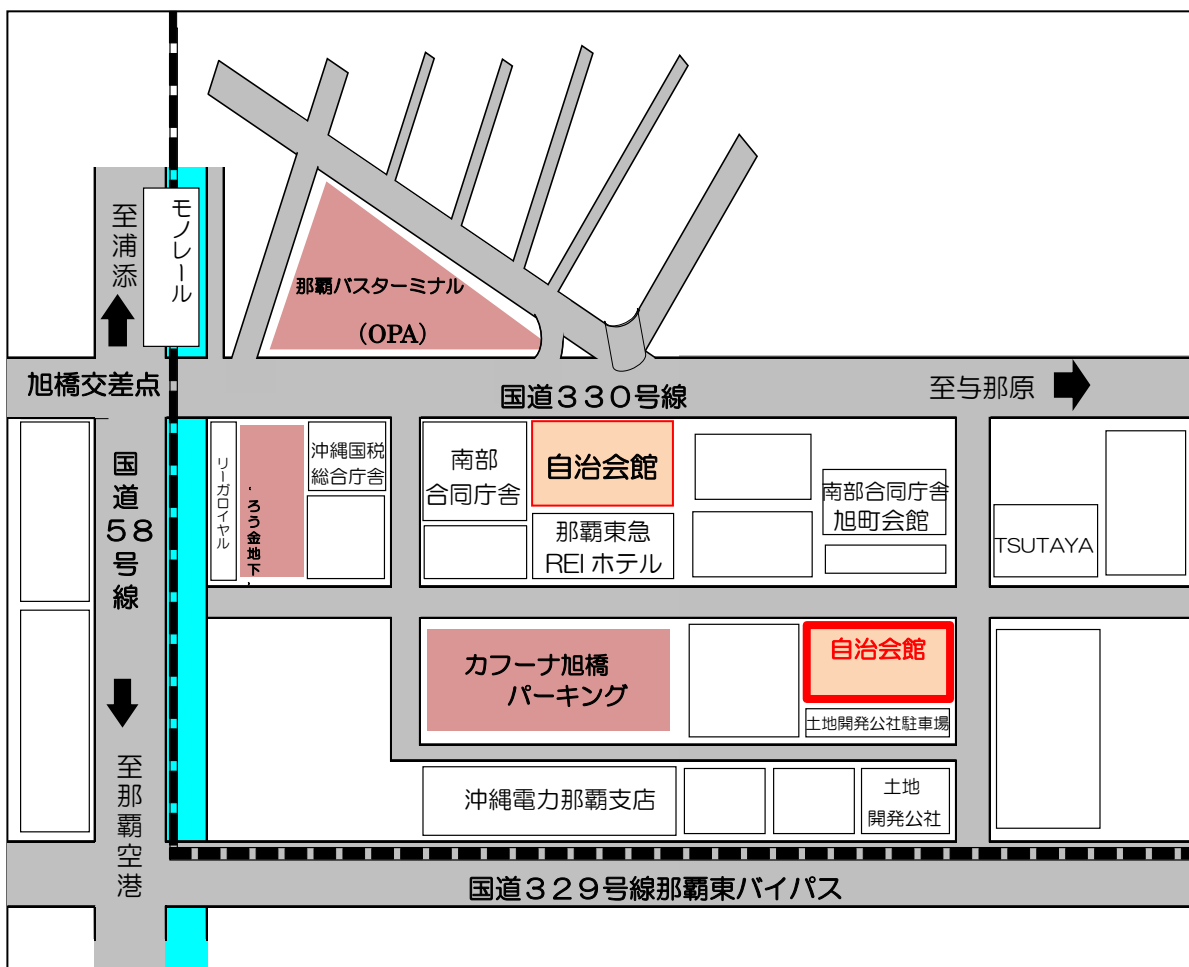 至浦添
モノレール
那覇バスターミナル
(OPA)
旭橋交差点
国道330号線
至与那原
国道58号線
リーガロイヤル
ろう金地下
沖縄国税
総合庁舎
南部
合同庁舎
自治会館
那覇東急
REIホテル
南部合同庁舎
旭町会館
TSUTAYA
カフーナ旭橋
パーキング
自治会館
土地開発公社駐車場
至那覇空港
沖縄電力那覇支店
土地
開発公社
国道329号線那覇東バイパス